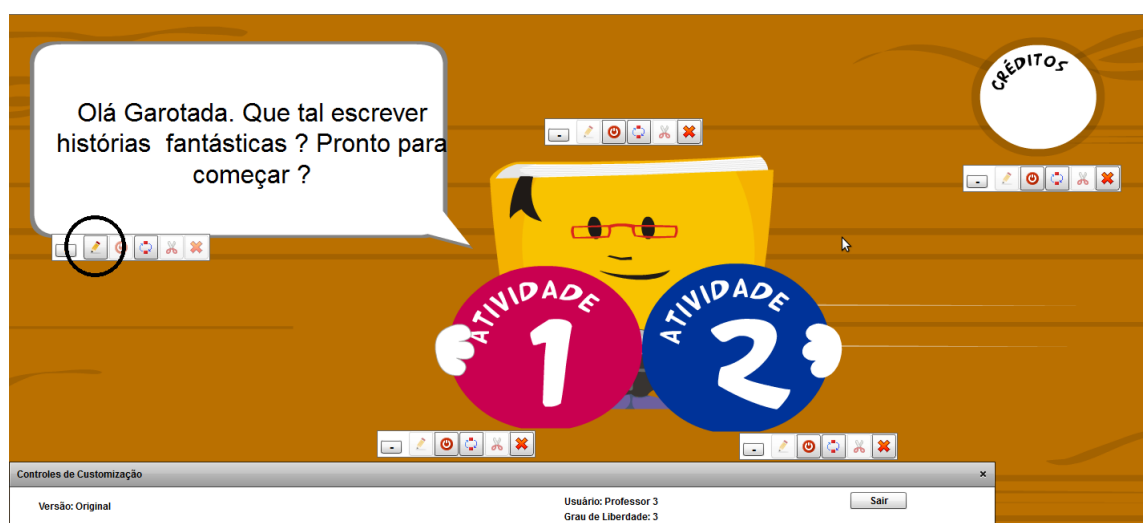 CRÉDITOS
Olá Garotada. Que tal escrever
histórias  fantásticas ? Pronto para
começar ?
ATIVIDADE
1
ATIVIDADE
2
Controles de Customização
x
Versão: Original
Usuário: Professor 3
Sair
Grau de Liberdade: 3